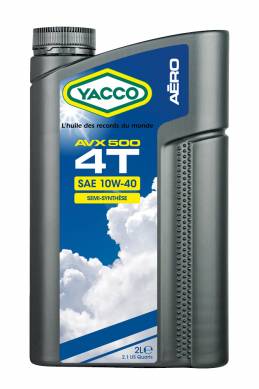 YACCO
AÉRO
L'huile des records du monde
AVX 500
4T
SAE 10W-40
SEMI-SYNTHÈSE
2L℮
2.1 US Quarts